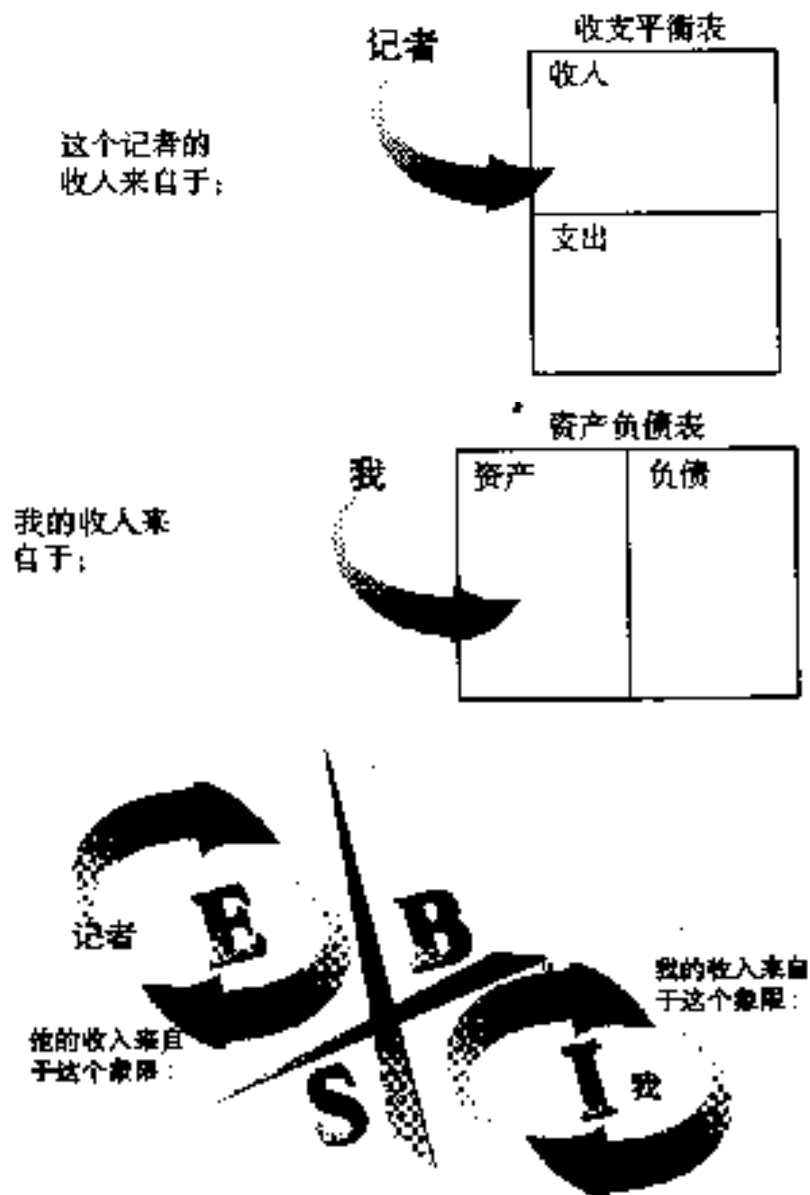 记者
收支平衡表
收人
这个记者的
收人来自于；
支出
资产负债表
我
资产
负债
我的收人来
自于；
E
B
记者
我的收入来自
于这个象限：
他的收入来自
于这个象限：
S
I
我